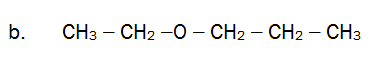 b. CH3 – CH2 –O – CH2 – CH2 – CH3